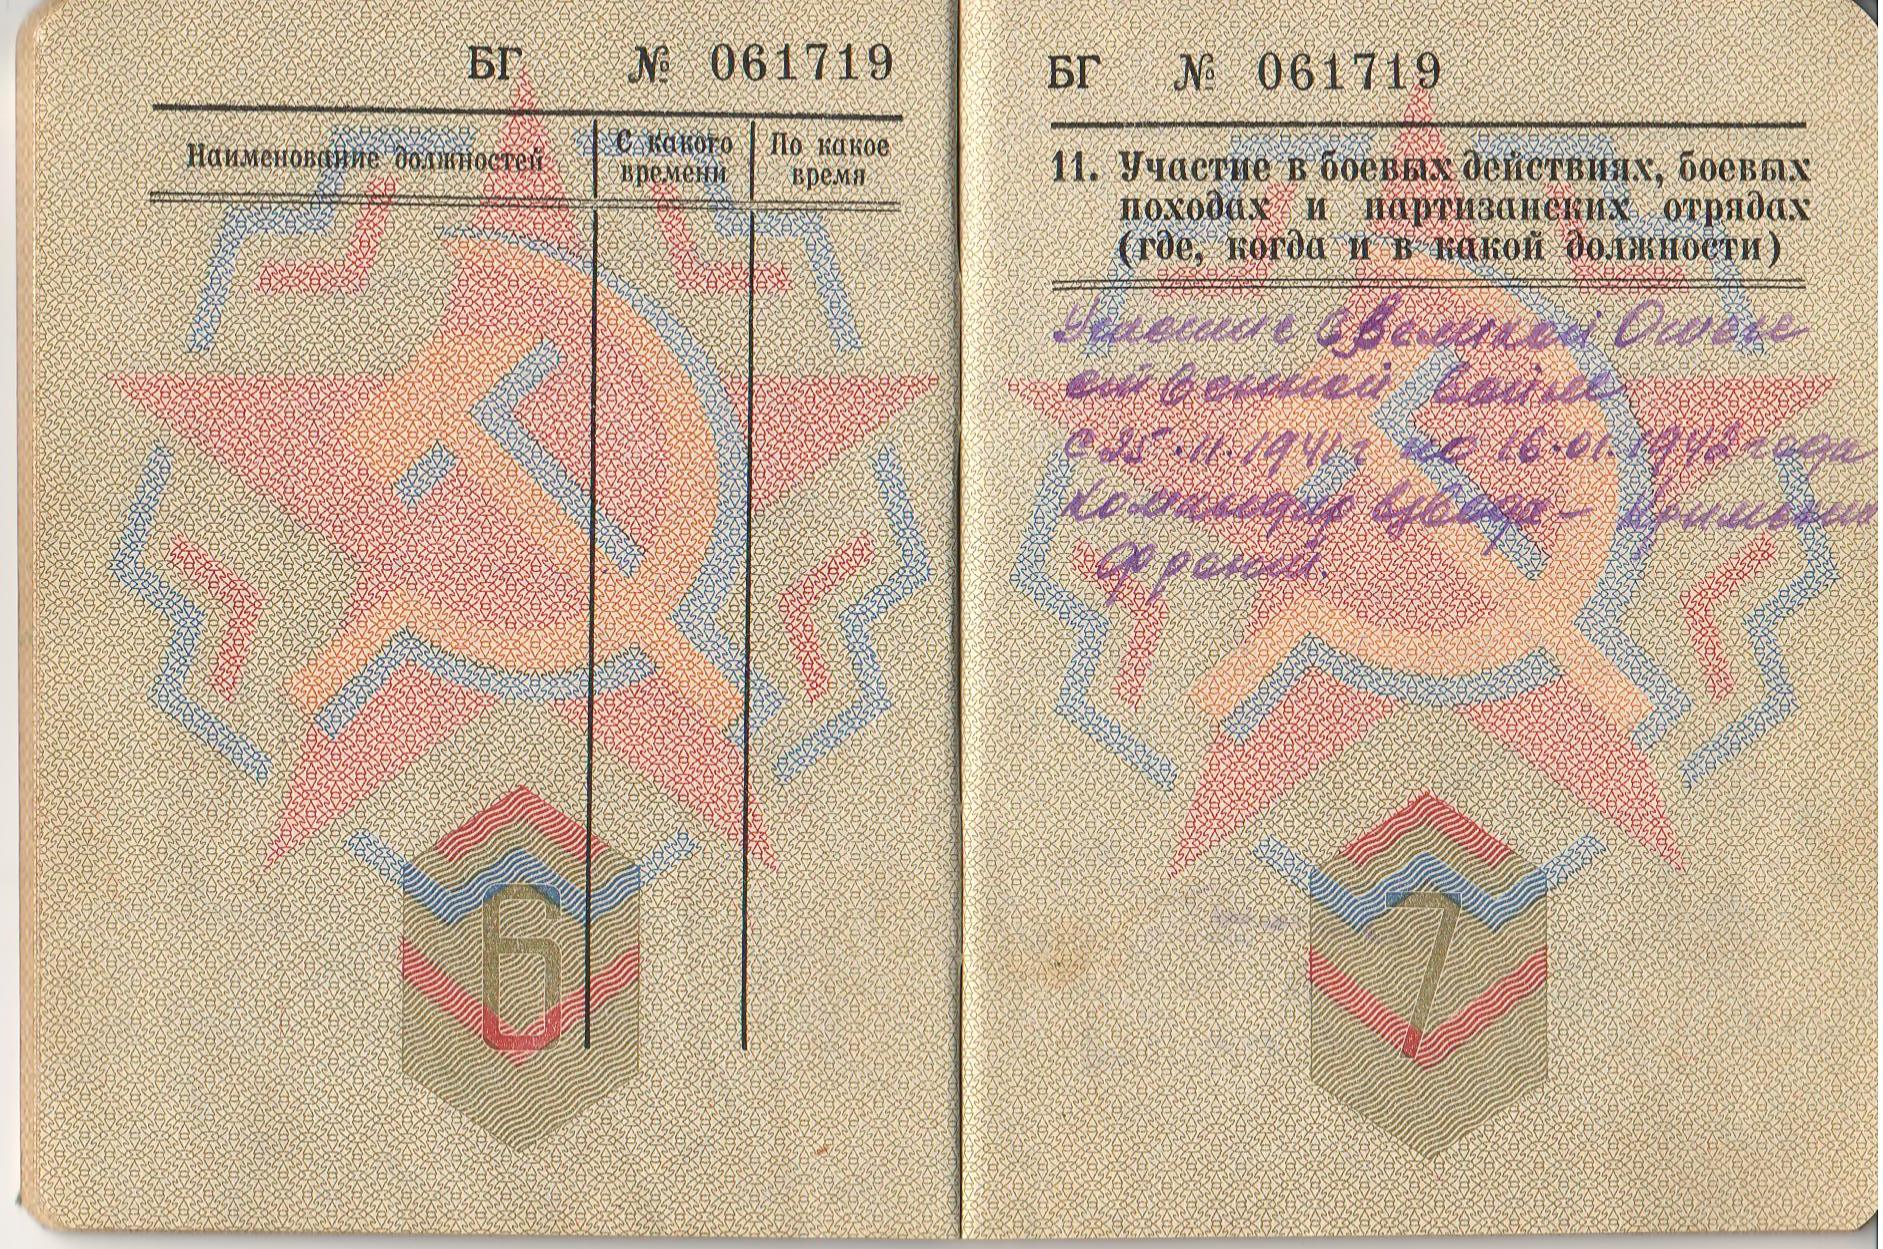 БГ № 061719
Наименование должностей
С какого времени
По какое время
6
БГ № 061719
11. Участие в боевых действиях, боевых
походах и партизанских отрядах
(где, когда и в какой должности)
Участие в Великой Отече
ственной войне
с 25.11.1941г по 16.01.1942 года
командир взвода –
фронт.
7